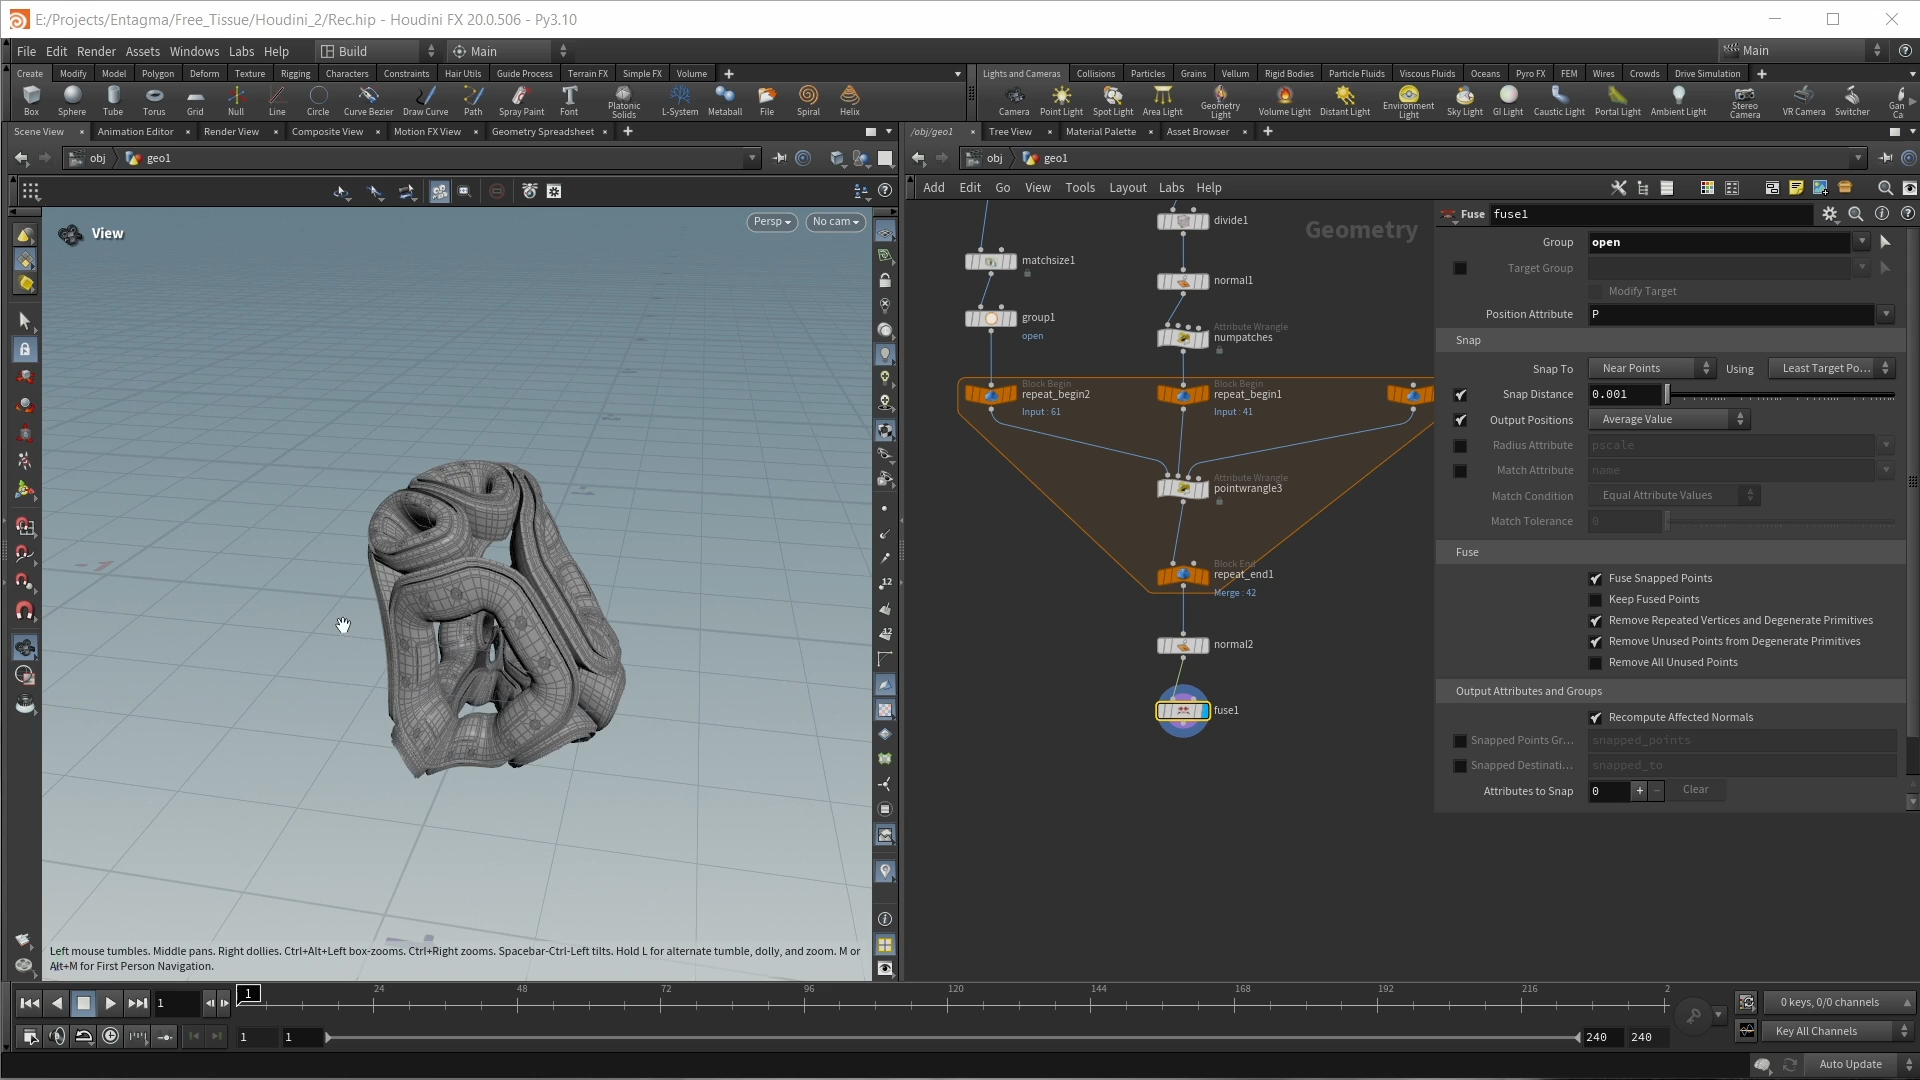 E:/Projects/Entagma/Free_Tissue/Houdini_2/Rec.hip - Houdini FX 20.0.506 - Py3.10
File Edit Render Assets Windows Labs Help Build Main Main
Create Modify Model Polygon Deform Texture Rigging Characters Constraints Hair Utils Guide Process Terrain FX Simple FX Volume
Lights and Cameras Collisions Particles Grains Vellum Rigid Bodies Particle Fluids Viscous Fluids Oceans Pyro FX FEM Wires Crowds Drive Simulation
Box Sphere Tube Torus Grid Null Line Circle Curve Bezier Draw Curve Path Spray Paint Font Platonic Solids L-System Metaball File Spiral Helix
Camera Point Light Spot Light Area Light Geometry Light Volume Light Distant Light Environment Light Sky Light GI Light Caustic Light Portal Light Ambient Light Stereo Camera VR Camera Switcher Gan Ca
Scene View Animation Editor Render View Composite View Motion FX View Geometry Spreadsheet
/obj/geo1 Tree View Material Palette Asset Browser
obj geo1
obj geo1
Add Edit Go View Tools Layout Labs Help
View
Persp No cam
12
12
Left mouse tumbles. Middle pans. Right dollies. Ctrl+Alt+Left box-zooms. Ctrl+Right zooms. Spacebar-Ctrl-Left tilts. Hold L for alternate tumble, dolly, and zoom. M or
Alt+M for First Person Navigation.
Geometry
divide1
matchsize1
normal1
group1
open
Attribute Wrangle
numpatches
Block Begin
repeat_begin2
Input : 61
Block Begin
repeat_begin1
Input : 41
Attribute Wrangle
pointwrangle3
Block End
repeat_end1
Merge : 42
normal2
fuse1
Fuse fuse1
Group open
Target Group
Modify Target
Position Attribute P
Snap
Snap To Near Points Using Least Target Po...
Snap Distance 0.001
Output Positions Average Value
Radius Attribute pscale
Match Attribute name
Match Condition Equal Attribute Values
Match Tolerance 0
Fuse
Fuse Snapped Points
Keep Fused Points
Remove Repeated Vertices and Degenerate Primitives
Remove Unused Points from Degenerate Primitives
Remove All Unused Points
Output Attributes and Groups
Recompute Affected Normals
Snapped Points Gr... snapped_points
Snapped Destinati... snapped_to
Attributes to Snap 0 + - Clear
1 1 24 48 72 96 120 144 168 192 216 2
0 keys, 0/0 channels
1 1 240 240
Key All Channels
Auto Update